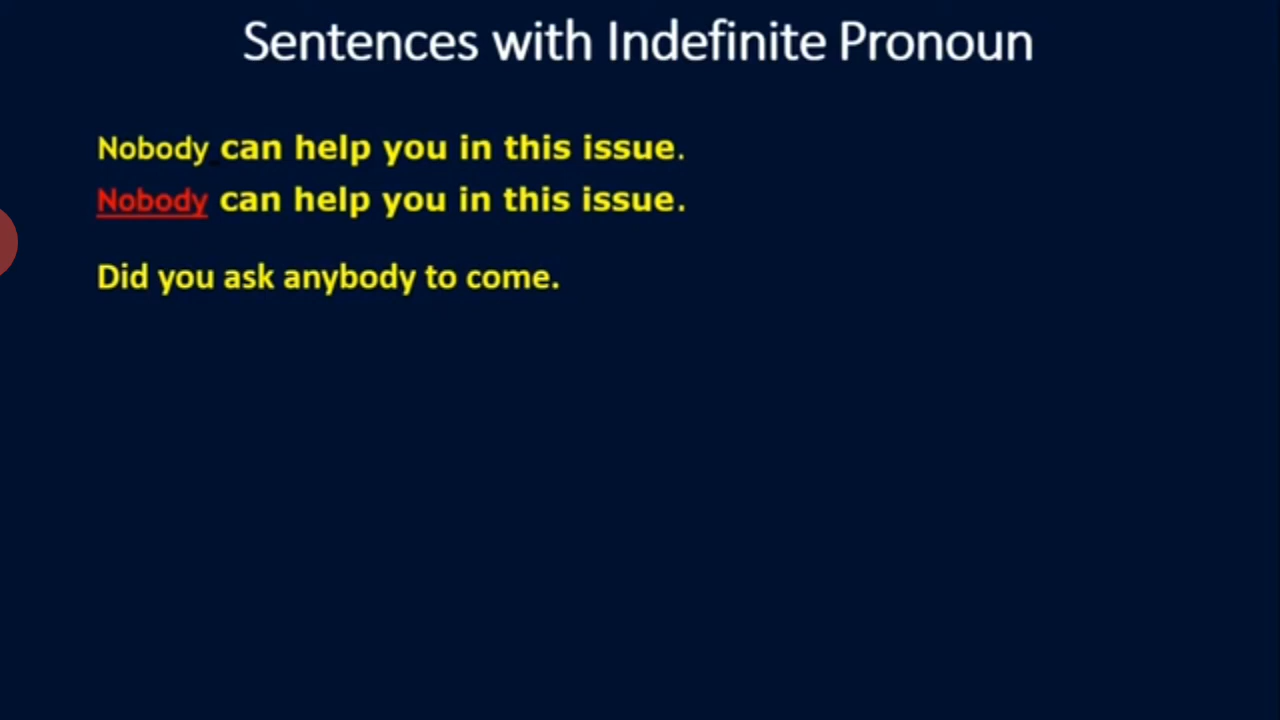 Sentences with Indefinite Pronoun
Nobody can help you in this issue.
Nobody can help you in this issue.
Did you ask anybody to come.